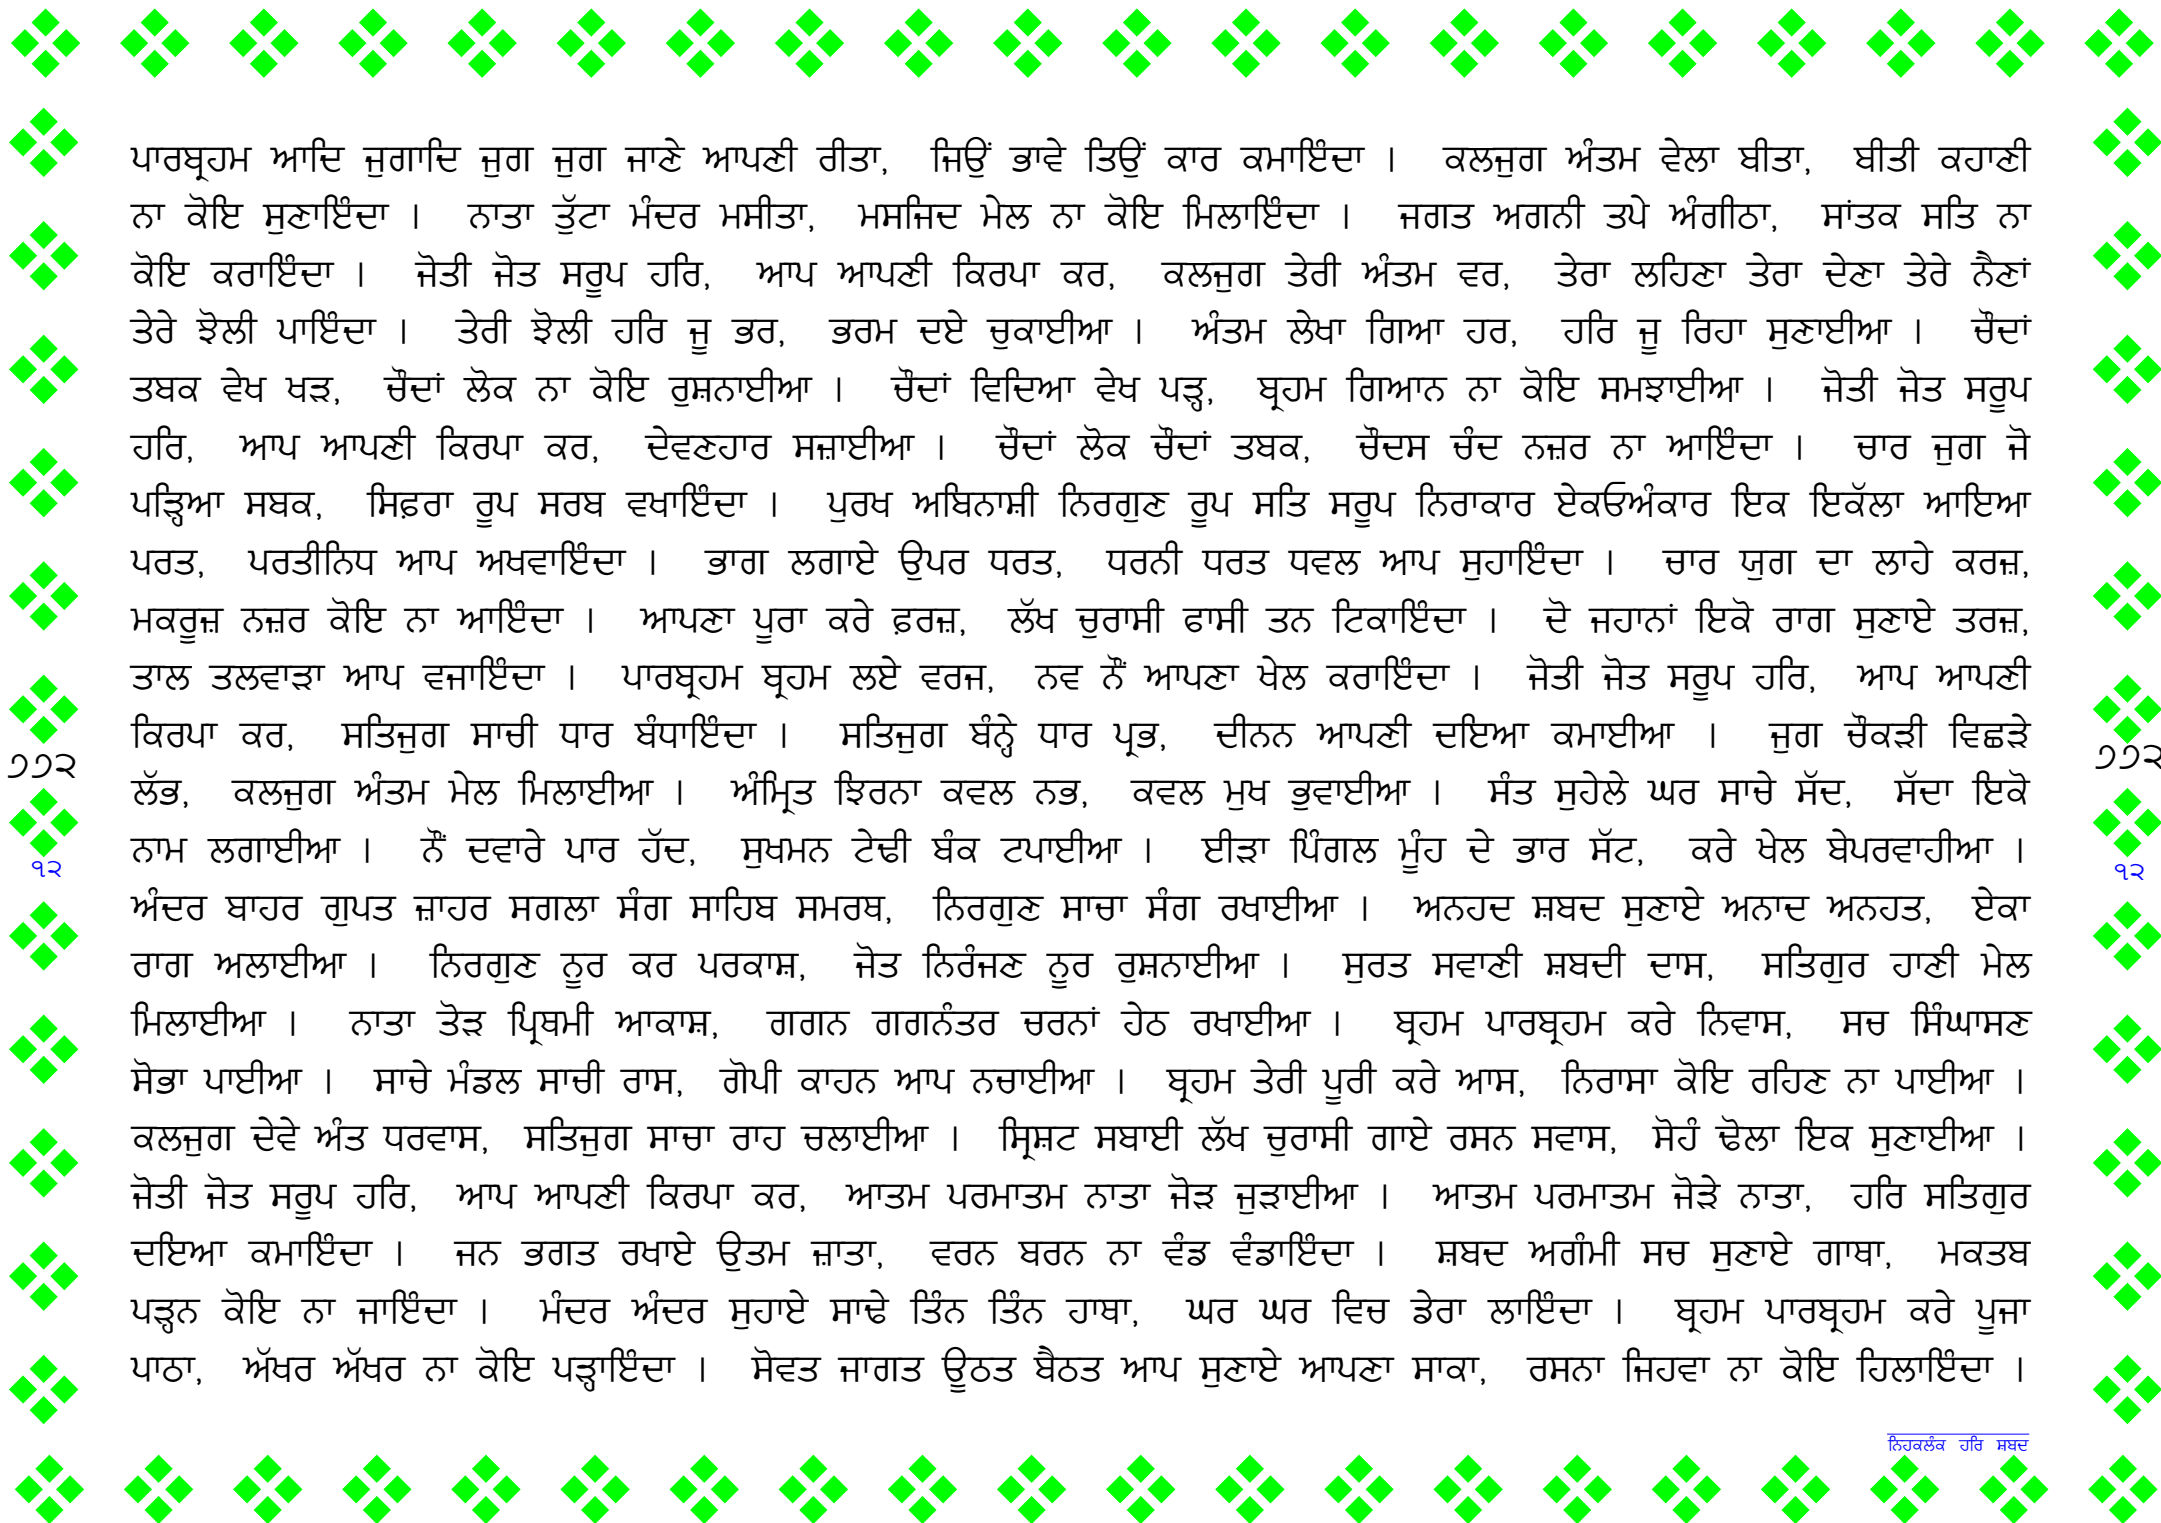 ਪਾਰਬ੍ਰਹਮ ਆਦਿ ਜੁਗਾਦਿ ਜੁਗ ਜੁਗ ਜਾਣੇ ਆਪਣੀ ਰੀਤਾ, ਜਿਉਂ ਭਾਵੇ ਤਿਉਂ ਕਾਰ ਕਮਾਇੰਦਾ । ਕਲਜੁਗ ਅੰਤਮ ਵੇਲਾ ਬੀਤਾ, ਬੀਤੀ ਕਹਾਣੀ
ਨਾ ਕੋਇ ਸੁਣਾਇੰਦਾ । ਨਾਤਾ ਤੁੱਟਾ ਮੰਦਰ ਮਸੀਤਾ, ਮਸਜਿਦ ਮੇਲ ਨਾ ਕੋਇ ਮਿਲਾਇੰਦਾ । ਜਗਤ ਅਗਨੀ ਤਪੇ ਅੰਗੀਠਾ, ਸਾਂਤਕ ਸਤਿ ਨਾ
ਕੋਇ ਕਰਾਇੰਦਾ । ਜੋਤੀ ਜੋਤ ਸਰੂਪ ਹਰਿ, ਆਪ ਆਪਣੀ ਕਿਰਪਾ ਕਰ, ਕਲਜੁਗ ਤੇਰੀ ਅੰਤਮ ਵਰ, ਤੇਰਾ ਲਹਿਣਾ ਤੇਰਾ ਦੇਣਾ ਤੇਰੇ ਨੈਣਾਂ
ਤੇਰੇ ਝੋਲੀ ਪਾਇੰਦਾ । ਤੇਰੀ ਝੋਲੀ ਹਰਿ ਜੂ ਭਰ, ਭਰਮ ਦਏ ਚੁਕਾਈਆ । ਅੰਤਮ ਲੇਖਾ ਗਿਆ ਹਰ, ਹਰਿ ਜੂ ਰਿਹਾ ਸੁਣਾਈਆ । ਚੌਦਾਂ
ਤਬਕ ਵੇਖ ਖੜ, ਚੌਦਾਂ ਲੋਕ ਨਾ ਕੋਇ ਰੁਸ਼ਨਾਈਆ । ਚੌਦਾਂ ਵਿਦਿਆ ਵੇਖ ਪੜ੍ਹ, ਬ੍ਰਹਮ ਗਿਆਨ ਨਾ ਕੋਇ ਸਮਝਾਈਆ । ਜੋਤੀ ਜੋਤ ਸਰੂਪ
ਹਰਿ, ਆਪ ਆਪਣੀ ਕਿਰਪਾ ਕਰ, ਦੇਵਣਹਾਰ ਸਜ਼ਾਈਆ । ਚੌਦਾਂ ਲੋਕ ਚੌਦਾਂ ਤਬਕ, ਚੌਦਸ ਚੰਦ ਨਜ਼ਰ ਨਾ ਆਇੰਦਾ । ਚਾਰ ਜੁਗ ਜੋ
ਪੜ੍ਹਿਆ ਸਬਕ, ਸਿਫ਼ਰਾ ਰੂਪ ਸਰਬ ਵਖਾਇੰਦਾ । ਪੁਰਖ ਅਬਿਨਾਸ਼ੀ ਨਿਰਗੁਣ ਰੂਪ ਸਤਿ ਸਰੂਪ ਨਿਰਾਕਾਰ ਏਕਓਅੰਕਾਰ ਇਕ ਇਕੱਲਾ ਆਇਆ
ਪਰਤ, ਪਰਤੀਨਿਧ ਆਪ ਅਖਵਾਇੰਦਾ । ਭਾਗ ਲਗਾਏ ਉਪਰ ਧਰਤ, ਧਰਨੀ ਧਰਤ ਧਵਲ ਆਪ ਸੁਹਾਇੰਦਾ । ਚਾਰ ਯੁਗ ਦਾ ਲਾਹੇ ਕਰਜ਼,
ਮਕਰੂਜ਼ ਨਜ਼ਰ ਕੋਇ ਨਾ ਆਇੰਦਾ । ਆਪਣਾ ਪੂਰਾ ਕਰੇ ਫ਼ਰਜ਼, ਲੱਖ ਚੁਰਾਸੀ ਫਾਸੀ ਤਨ ਟਿਕਾਇੰਦਾ । ਦੋ ਜਹਾਨਾਂ ਇਕੋ ਰਾਗ ਸੁਣਾਏ ਤਰਜ਼,
ਤਾਲ ਤਲਵਾੜਾ ਆਪ ਵਜਾਇੰਦਾ । ਪਾਰਬ੍ਰਹਮ ਬ੍ਰਹਮ ਲਏ ਵਰਜ, ਨਵ ਨੌਂ ਆਪਣਾ ਖੇਲ ਕਰਾਇੰਦਾ । ਜੋਤੀ ਜੋਤ ਸਰੂਪ ਹਰਿ, ਆਪ ਆਪਣੀ
ਕਿਰਪਾ ਕਰ, ਸਤਿਜੁਗ ਸਾਚੀ ਧਾਰ ਬੰਧਾਇੰਦਾ । ਸਤਿਜੁਗ ਬੰਨ੍ਹੇ ਧਾਰ ਪ੍ਰਭ, ਦੀਨਨ ਆਪਣੀ ਦਇਆ ਕਮਾਈਆ । ਜੁਗ ਚੌਕੜੀ ਵਿਛੜੇ
੭੭੨ ੭੭੨
ਲੱਭ, ਕਲਜੁਗ ਅੰਤਮ ਮੇਲ ਮਿਲਾਈਆ । ਅੰਮ੍ਰਿਤ ਝਿਰਨਾ ਕਵਲ ਨਭ, ਕਵਲ ਮੁਖ ਭੁਵਾਈਆ । ਸੰਤ ਸੁਹੇਲੇ ਘਰ ਸਾਚੇ ਸੱਦ, ਸੱਦਾ ਇਕੋ
ਨਾਮ ਲਗਾਈਆ । ਨੌਂ ਦਵਾਰੇ ਪਾਰ ਹੱਦ, ਸੁਖਮਨ ਟੇਢੀ ਬੰਕ ਟਪਾਈਆ । ਈੜਾ ਪਿੰਗਲ ਮੂੰਹ ਦੇ ਭਾਰ ਸੱਟ, ਕਰੇ ਖੇਲ ਬੇਪਰਵਾਹੀਆ ।
੧੨ ੧੨
ਅੰਦਰ ਬਾਹਰ ਗੁਪਤ ਜ਼ਾਹਰ ਸਗਲਾ ਸੰਗ ਸਾਹਿਬ ਸਮਰਥ, ਨਿਰਗੁਣ ਸਾਚਾ ਸੰਗ ਰਖਾਈਆ । ਅਨਹਦ ਸ਼ਬਦ ਸੁਣਾਏ ਅਨਾਦ ਅਨਹਤ, ਏਕਾ
ਰਾਗ ਅਲਾਈਆ । ਨਿਰਗੁਣ ਨੂਰ ਕਰ ਪਰਕਾਸ਼, ਜੋਤ ਨਿਰੰਜਣ ਨੂਰ ਰੁਸ਼ਨਾਈਆ । ਸੁਰਤ ਸਵਾਣੀ ਸ਼ਬਦੀ ਦਾਸ, ਸਤਿਗੁਰ ਹਾਣੀ ਮੇਲ
ਮਿਲਾਈਆ । ਨਾਤਾ ਤੋੜ ਪ੍ਰਿਥਮੀ ਆਕਾਸ਼, ਗਗਨ ਗਗਨੰਤਰ ਚਰਨਾਂ ਹੇਠ ਰਖਾਈਆ । ਬ੍ਰਹਮ ਪਾਰਬ੍ਰਹਮ ਕਰੇ ਨਿਵਾਸ, ਸਚ ਸਿੰਘਾਸਣ
ਸੋਭਾ ਪਾਈਆ । ਸਾਚੇ ਮੰਡਲ ਸਾਚੀ ਰਾਸ, ਗੋਪੀ ਕਾਹਨ ਆਪ ਨਚਾਈਆ । ਬ੍ਰਹਮ ਤੇਰੀ ਪੂਰੀ ਕਰੇ ਆਸ, ਨਿਰਾਸਾ ਕੋਇ ਰਹਿਣ ਨਾ ਪਾਈਆ ।
ਕਲਜੁਗ ਦੇਵੇ ਅੰਤ ਧਰਵਾਸ, ਸਤਿਜੁਗ ਸਾਚਾ ਰਾਹ ਚਲਾਈਆ । ਸ੍ਰਿਸ਼ਟ ਸਬਾਈ ਲੱਖ ਚੁਰਾਸੀ ਗਾਏ ਰਸਨ ਸਵਾਸ, ਸੋਹੰ ਢੋਲਾ ਇਕ ਸੁਣਾਈਆ ।
ਜੋਤੀ ਜੋਤ ਸਰੂਪ ਹਰਿ, ਆਪ ਆਪਣੀ ਕਿਰਪਾ ਕਰ, ਆਤਮ ਪਰਮਾਤਮ ਨਾਤਾ ਜੋੜ ਜੁੜਾਈਆ । ਆਤਮ ਪਰਮਾਤਮ ਜੋੜੇ ਨਾਤਾ, ਹਰਿ ਸਤਿਗੁਰ
ਦਇਆ ਕਮਾਇੰਦਾ । ਜਨ ਭਗਤ ਰਖਾਏ ਉਤਮ ਜ਼ਾਤਾ, ਵਰਨ ਬਰਨ ਨਾ ਵੰਡ ਵੰਡਾਇੰਦਾ । ਸ਼ਬਦ ਅਗੰਮੀ ਸਚ ਸੁਣਾਏ ਗਾਥਾ, ਮਕਤਬ
ਪੜ੍ਹਨ ਕੋਇ ਨਾ ਜਾਇੰਦਾ । ਮੰਦਰ ਅੰਦਰ ਸੁਹਾਏ ਸਾਢੇ ਤਿੰਨ ਤਿੰਨ ਹਾਥਾ, ਘਰ ਘਰ ਵਿਚ ਡੇਰਾ ਲਾਇੰਦਾ । ਬ੍ਰਹਮ ਪਾਰਬ੍ਰਹਮ ਕਰੇ ਪੂਜਾ
ਪਾਠਾ, ਅੱਖਰ ਅੱਖਰ ਨਾ ਕੋਇ ਪੜ੍ਹਾਇੰਦਾ । ਸੋਵਤ ਜਾਗਤ ਊਠਤ ਬੈਠਤ ਆਪ ਸੁਣਾਏ ਆਪਣਾ ਸਾਕਾ, ਰਸਨਾ ਜਿਹਵਾ ਨਾ ਕੋਇ ਹਿਲਾਇੰਦਾ ।
ਨਿਹਕਲੰਕ ਹਰਿ ਸ਼ਬਦ